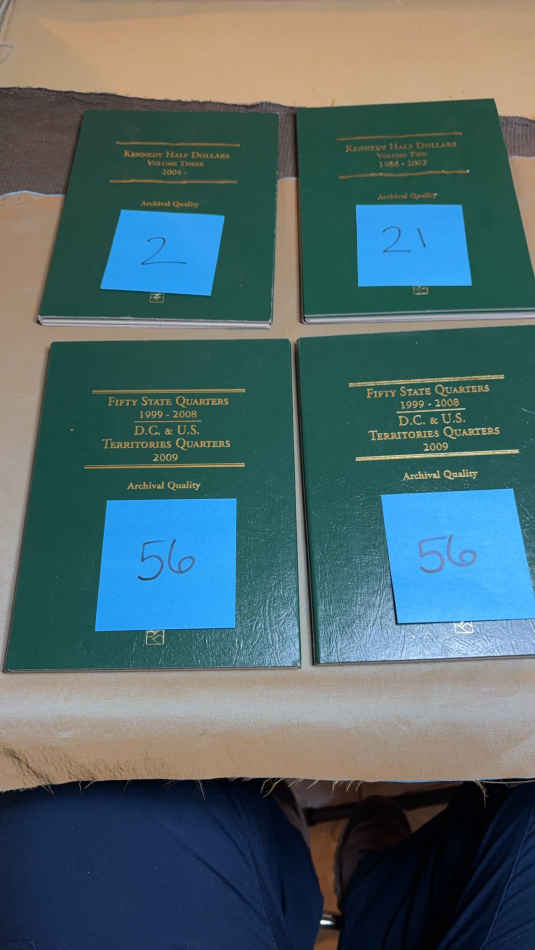 KENNEDY HALF DOLLARS
VOLUME THREE
2004 -
Archival Quality
2
KENNEDY HALF DOLLARS
VOLUME TWO
1985 - 2003
Archival Quality
21
FIFTY STATE QUARTERS
1999 - 2008
D.C. & U.S.
TERRITORIES QUARTERS
2009
Archival Quality
56
FIFTY STATE QUARTERS
1999 - 2008
D.C. & U.S.
TERRITORIES QUARTERS
2009
Archival Quality
56